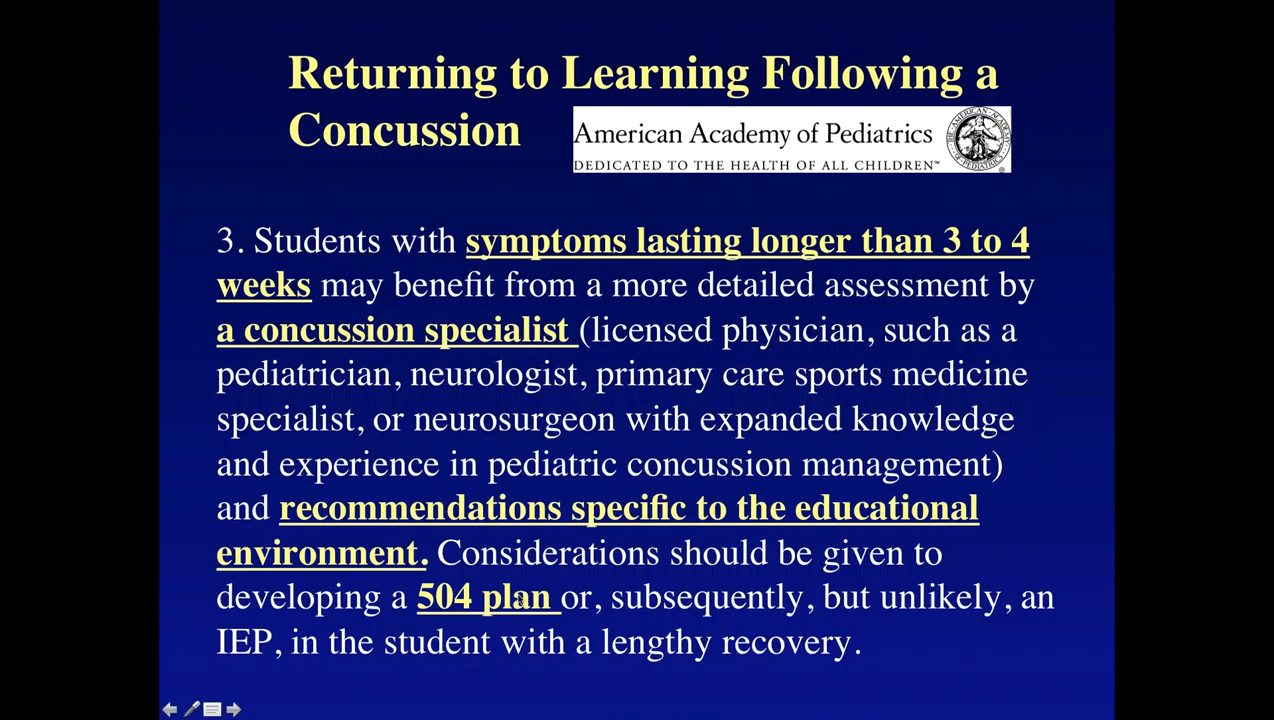 Returning to Learning Following a
Concussion
American Academy of Pediatrics
DEDICATED TO THE HEALTH OF ALL CHILDREN™
3. Students with symptoms lasting longer than 3 to 4
weeks may benefit from a more detailed assessment by
a concussion specialist (licensed physician, such as a
pediatrician, neurologist, primary care sports medicine
specialist, or neurosurgeon with expanded knowledge
and experience in pediatric concussion management)
and recommendations specific to the educational
environment. Considerations should be given to
developing a 504 plan or, subsequently, but unlikely, an
IEP, in the student with a lengthy recovery.